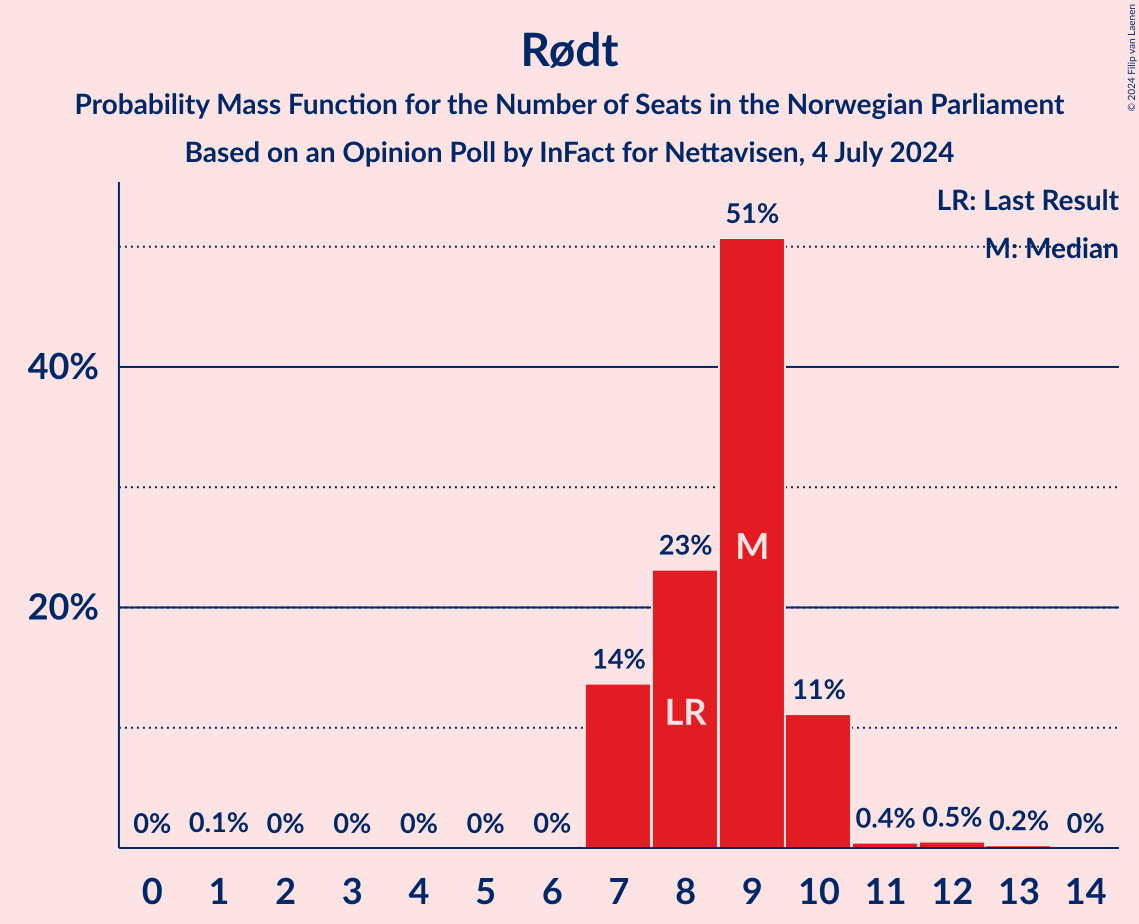 Rødt
Probability Mass Function for the Number of Seats in the Norwegian Parliament
Based on an Opinion Poll by InFact for Nettavisen, 4 July 2024
© 2024 Filip van Laenen
LR: Last Result
M: Median
51%
40%
23%
M
20%
14%
11%
LR
0% 0.1% 0% 0% 0% 0% 0% 0.4% 0.5% 0.2% 0%
0 1 2 3 4 5 6 7 8 9 10 11 12 13 14